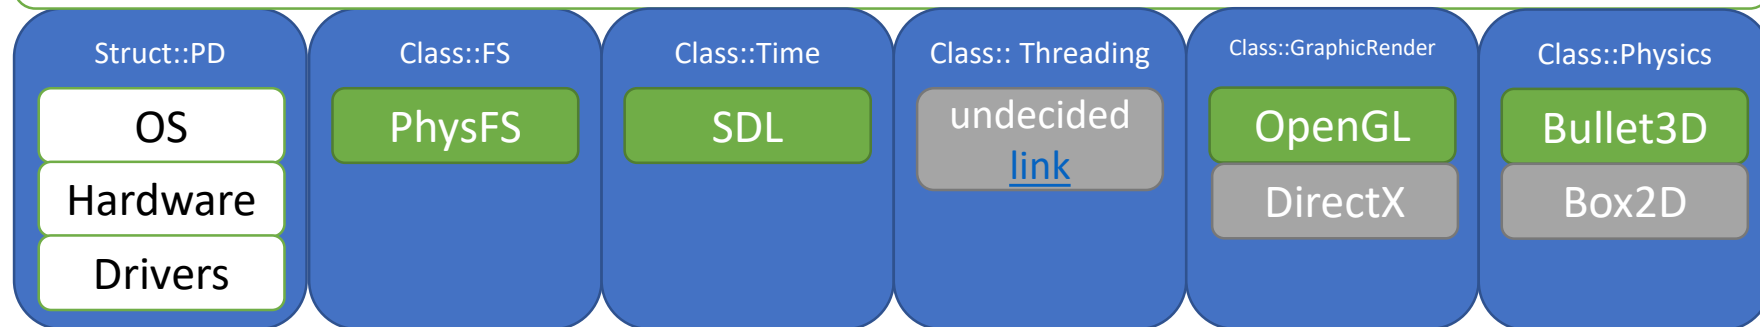 Struct::PD
OS
Hardware
Drivers
Class::FS
PhysFS
Class::Time
SDL
Class:: Threading
undecided
link
Class::GraphicRender
OpenGL
DirectX
Class::Physics
Bullet3D
Box2D